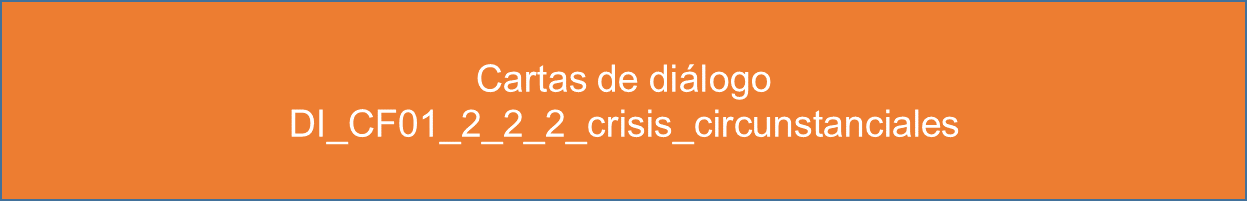 Cartas de diálogo
DI_CF01_2_2_2_crisis_circunstanciales